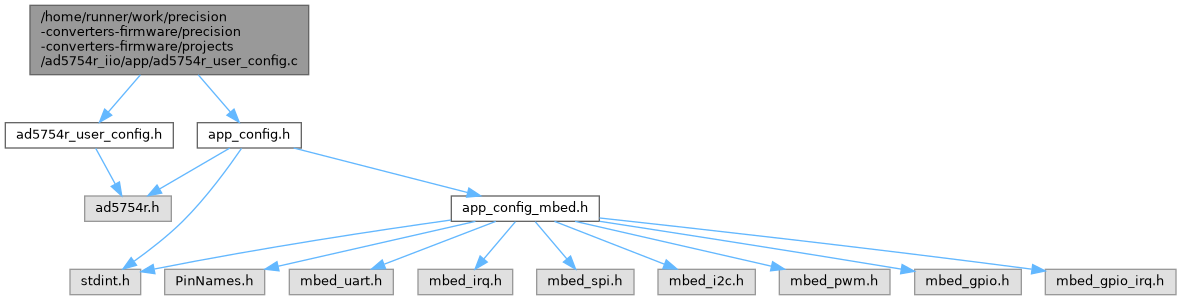 /home/runner/work/precision
-converters-firmware/precision
-converters-firmware/projects
/ad5754r_iio/app/ad5754r_user_config.c
ad5754r_user_config.h
app_config.h
ad5754r.h
app_config_mbed.h
stdint.h
PinNames.h
mbed_uart.h
mbed_irq.h
mbed_spi.h
mbed_i2c.h
mbed_pwm.h
mbed_gpio.h
mbed_gpio_irq.h